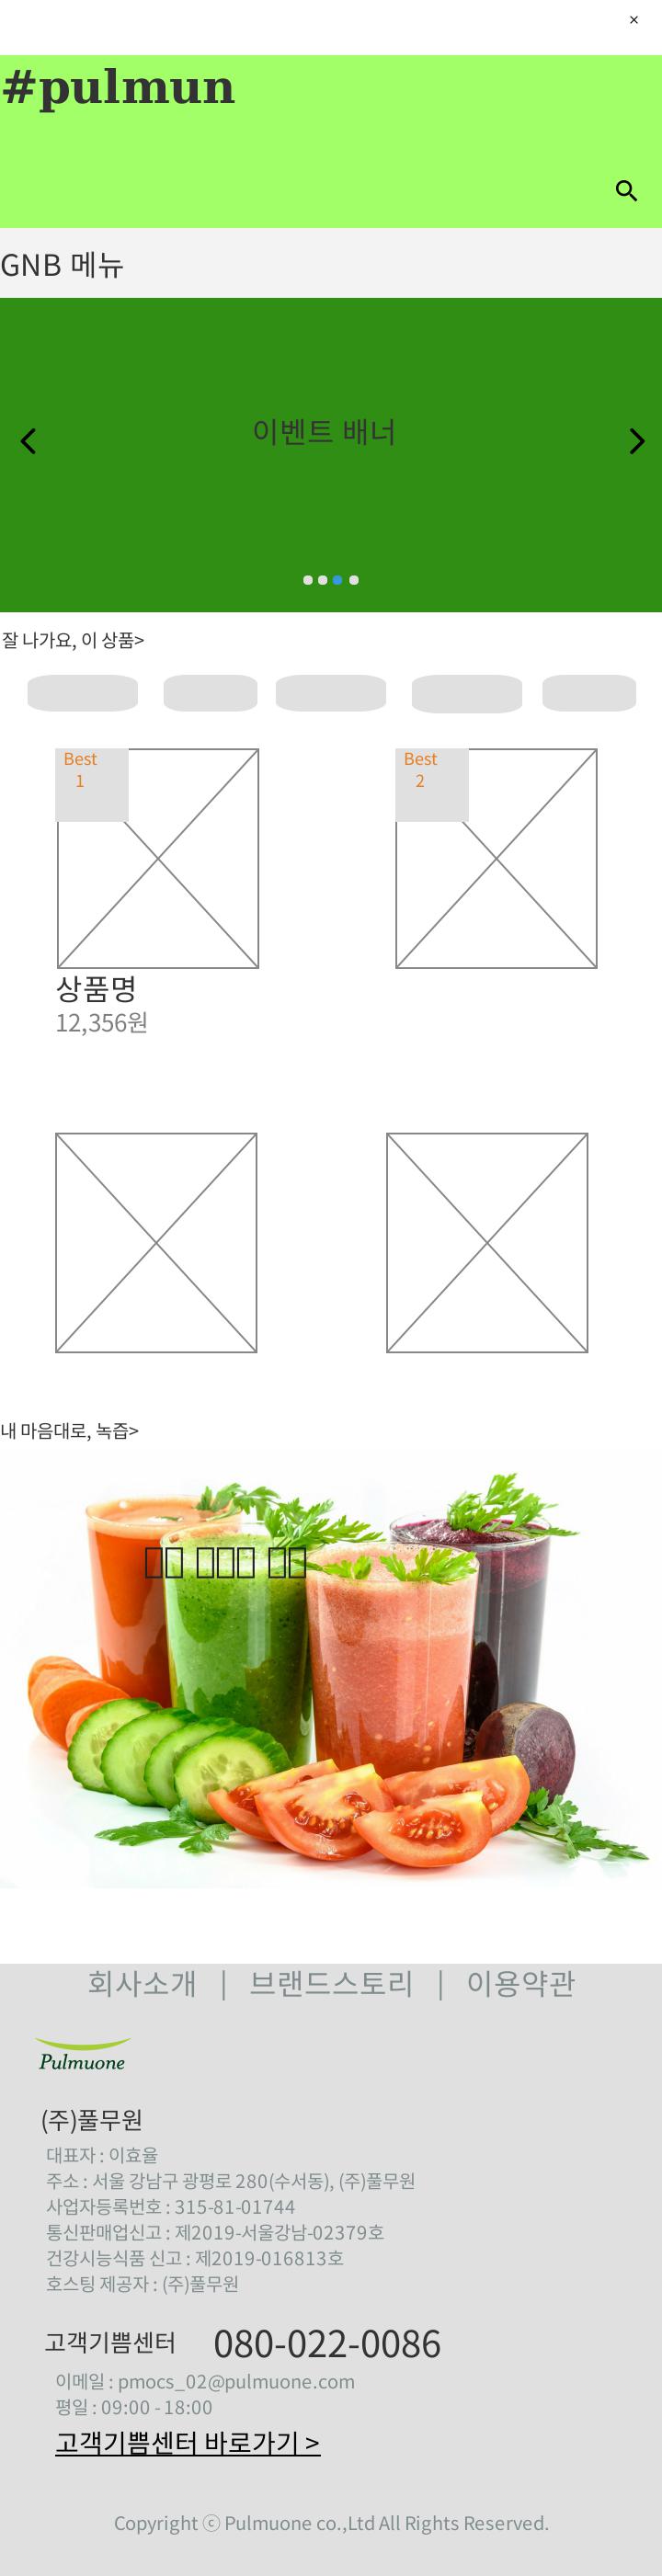 ×
#pulmun
GNB 메뉴
이벤트 배너
잘 나가요, 이 상품>
Best
1
Best
2
상품명
12,356원
내 마음대로, 녹즙>
회사소개 | 브랜드스토리 | 이용약관
Pulmuone
(주)풀무원
대표자 : 이효율
주소 : 서울 강남구 광평로 280(수서동), (주)풀무원
사업자등록번호 : 315-81-01744
통신판매업신고 : 제2019-서울강남-02379호
건강시능식품 신고 : 제2019-016813호
호스팅 제공자 : (주)풀무원
고객기쁨센터 080-022-0086
이메일 : pmocs_02@pulmuone.com
평일 : 09:00 - 18:00
고객기쁨센터 바로가기 >
Copyright ⓒ Pulmuone co.,Ltd All Rights Reserved.